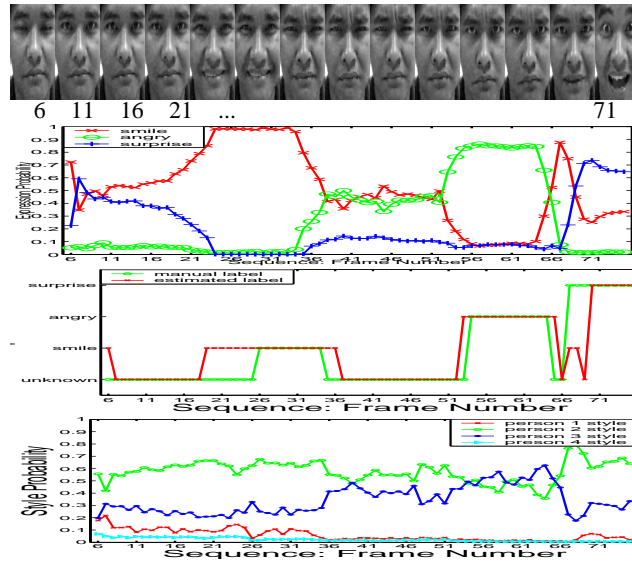 6 11 16 21 ... 71
smile
angry
surprise
Expression Probability
1
0.9
0.8
0.7
0.6
0.5
0.4
0.3
0.2
0.1
0
6 11 16 21 26 31 36 41 46 51 56 61 66 71
Sequence: Frame Number
manual label
estimated label
surprise
angry
smile
unknown
6 11 16 21 26 31 36 41 46 51 56 61 66 71
Sequence: Frame Number
person 1 style
person 2 style
person 3 style
preson 4 style
Style Probability
1
0.9
0.8
0.7
0.6
0.5
0.4
0.3
0.2
0.1
0
6 11 16 21 26 31 36 41 46 51 56 61 66 71
Sequence: Frame Number